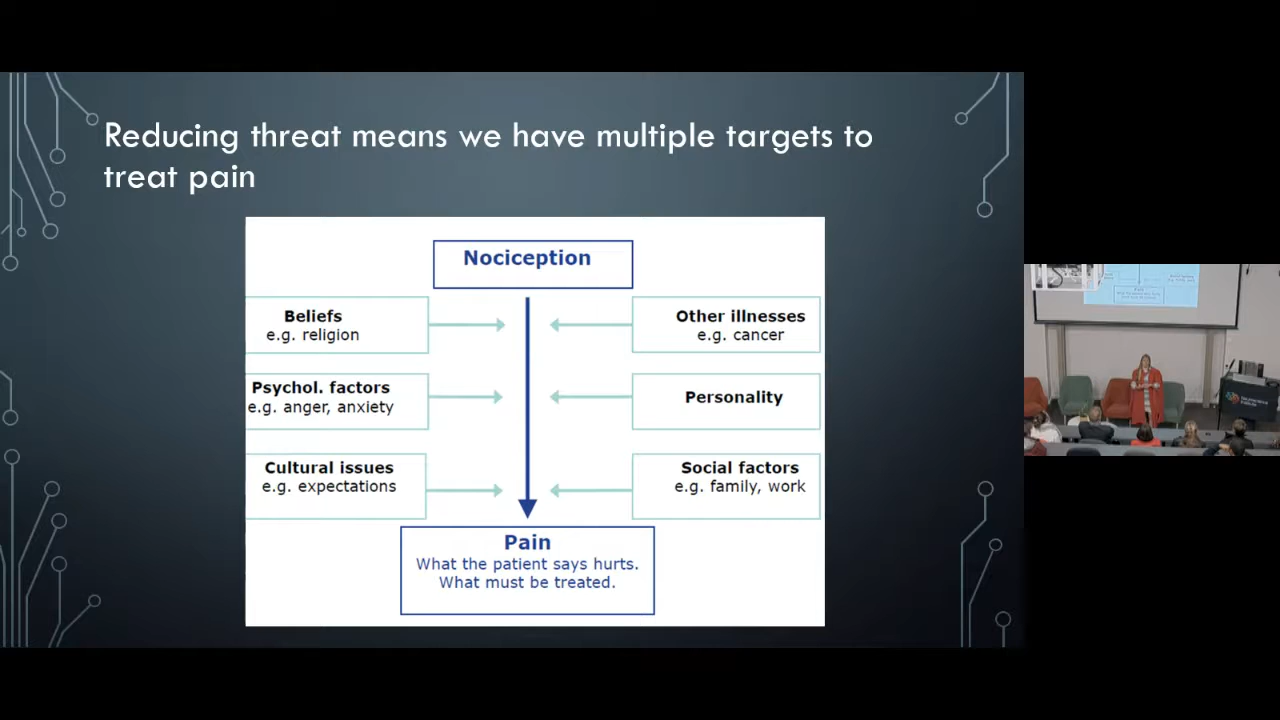 Reducing threat means we have multiple targets to
treat pain
Nociception
Beliefs
e.g. religion
Other illnesses
e.g. cancer
Psychol. factors
e.g. anger, anxiety
Personality
Cultural issues
e.g. expectations
Social factors
e.g. family, work
Pain
What the patient says hurts.
What must be treated.